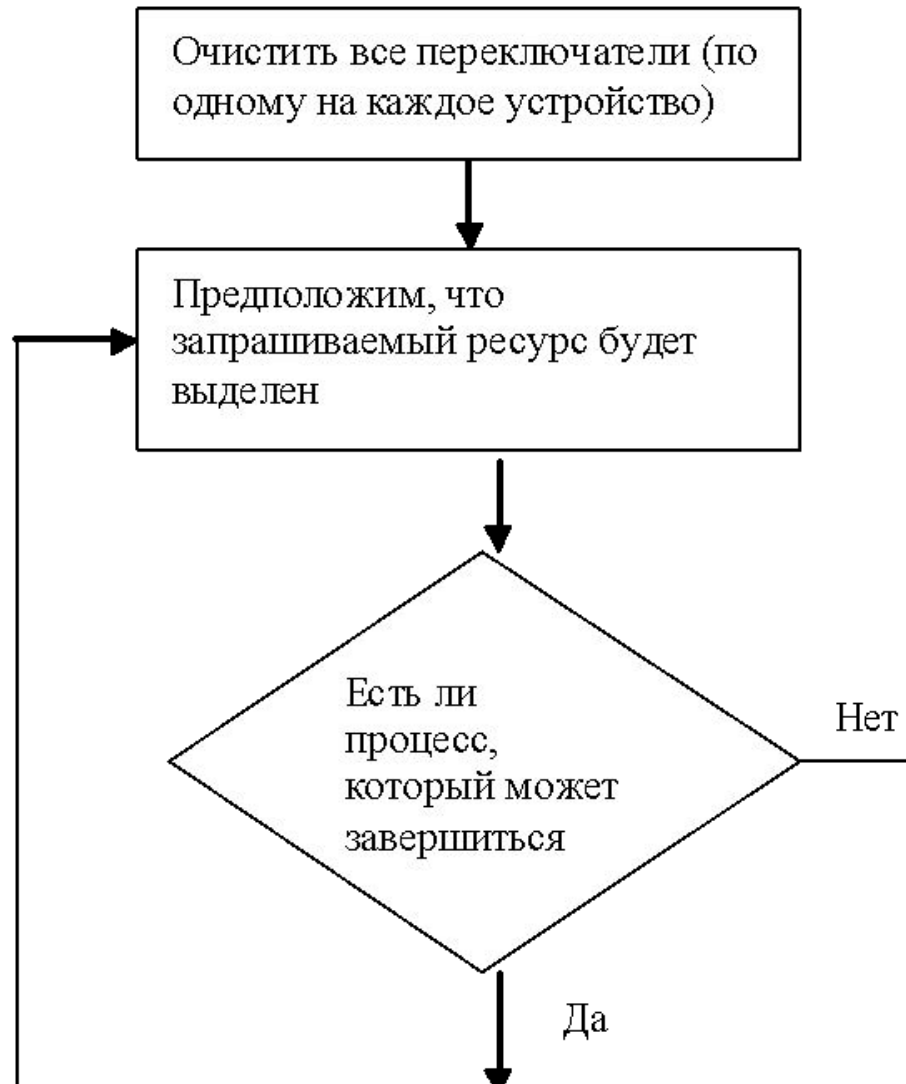 Очистить все переключатели (по
одному на каждое устройство)
Предположим, что
запрашиваемый ресурс будет
выделен
Есть ли
процесс,
который может
завершиться
Нет
Да